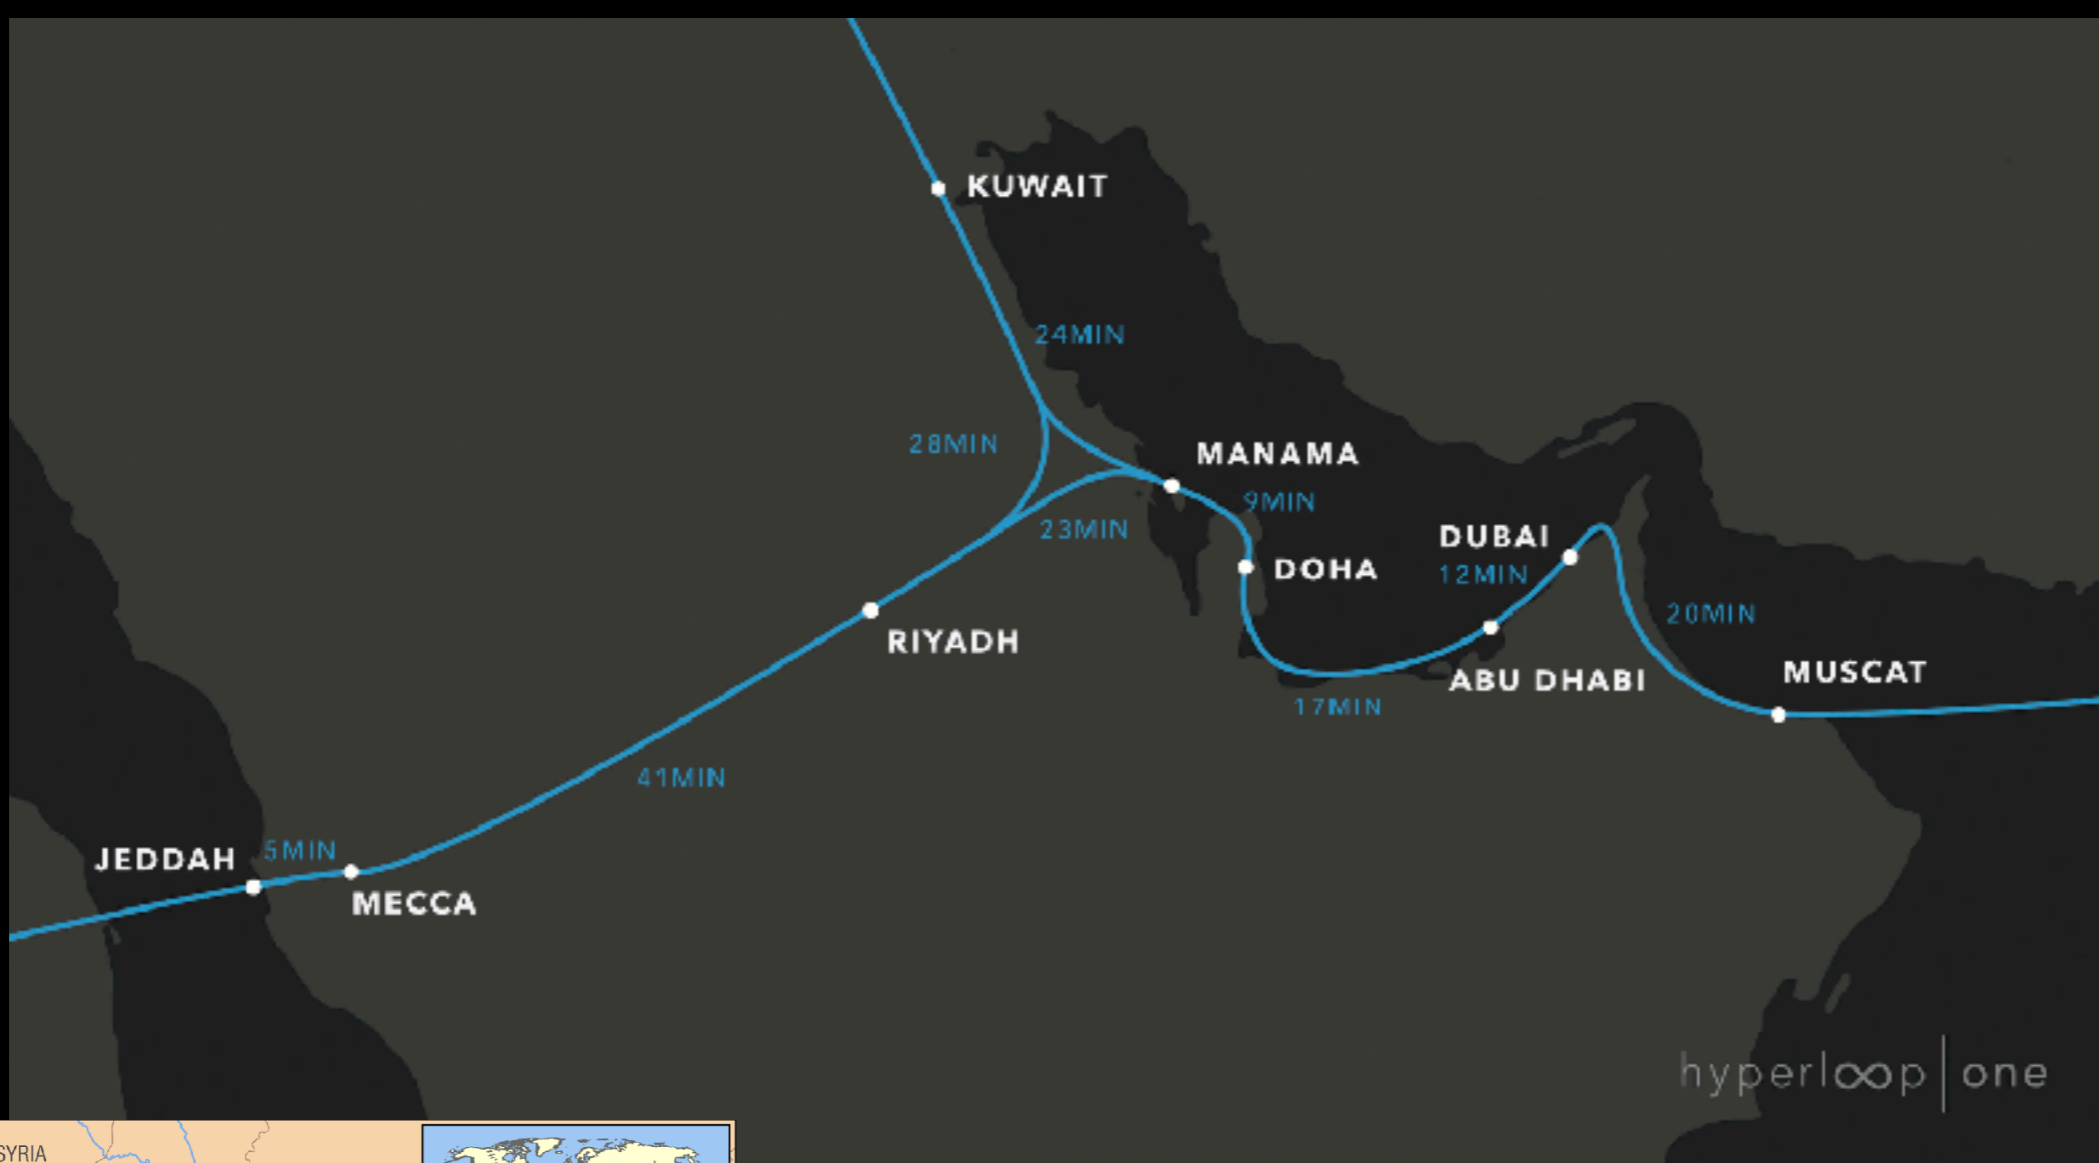 KUWAIT
24MIN
28MIN
MANAMA
9MIN
23MIN
DUBAI
12MIN
DOHA
20MIN
RIYADH
ABU DHABI
MUSCAT
17MIN
41MIN
JEDDAH
5MIN
MECCA
hyperloop | one
SYRIA